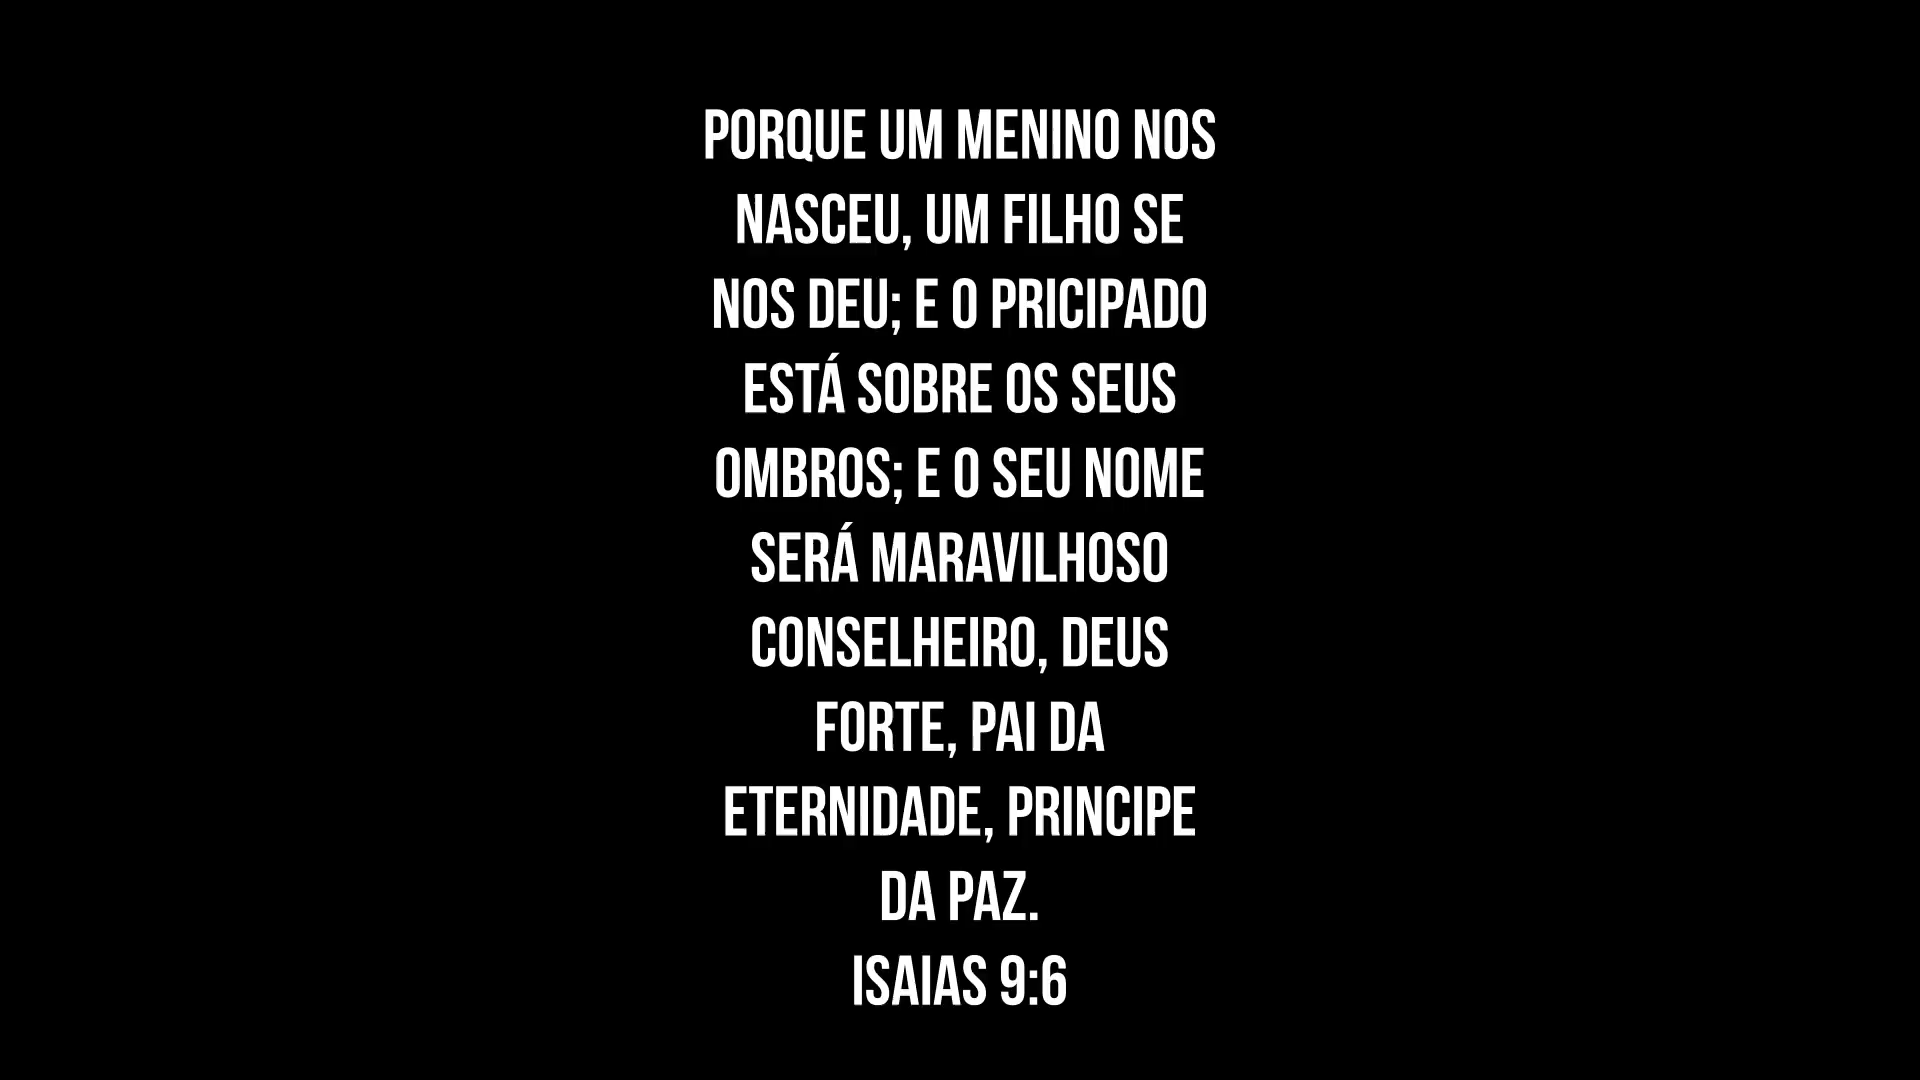 PORQUE UM MENINO NOS
NASCEU, UM FILHO SE
NOS DEU; E O PRICIPADO
ESTÁ SOBRE OS SEUS
OMBROS; E O SEU NOME
SERÁ MARAVILHOSO
CONSELHEIRO, DEUS
FORTE, PAI DA
ETERNIDADE, PRINCIPE
DA PAZ.
ISAIAS 9:6